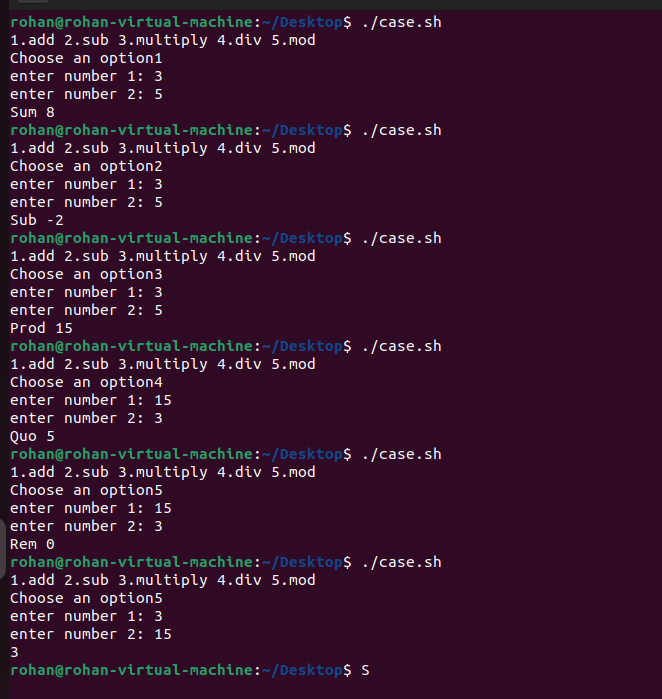 rohan@rohan-virtual-machine:~/Desktop$ ./case.sh
1.add 2.sub 3.multiply 4.div 5.mod
Choose an option1
enter number 1: 3
enter number 2: 5
Sum 8
rohan@rohan-virtual-machine:~/Desktop$ ./case.sh
1.add 2.sub 3.multiply 4.div 5.mod
Choose an option2
enter number 1: 3
enter number 2: 5
Sub -2
rohan@rohan-virtual-machine:~/Desktop$ ./case.sh
1.add 2.sub 3.multiply 4.div 5.mod
Choose an option3
enter number 1: 3
enter number 2: 5
Prod 15
rohan@rohan-virtual-machine:~/Desktop$ ./case.sh
1.add 2.sub 3.multiply 4.div 5.mod
Choose an option4
enter number 1: 15
enter number 2: 3
Quo 5
rohan@rohan-virtual-machine:~/Desktop$ ./case.sh
1.add 2.sub 3.multiply 4.div 5.mod
Choose an option5
enter number 1: 15
enter number 2: 3
Rem 0
rohan@rohan-virtual-machine:~/Desktop$ ./case.sh
1.add 2.sub 3.multiply 4.div 5.mod
Choose an option5
enter number 1: 3
enter number 2: 15
3
rohan@rohan-virtual-machine:~/Desktop$ S